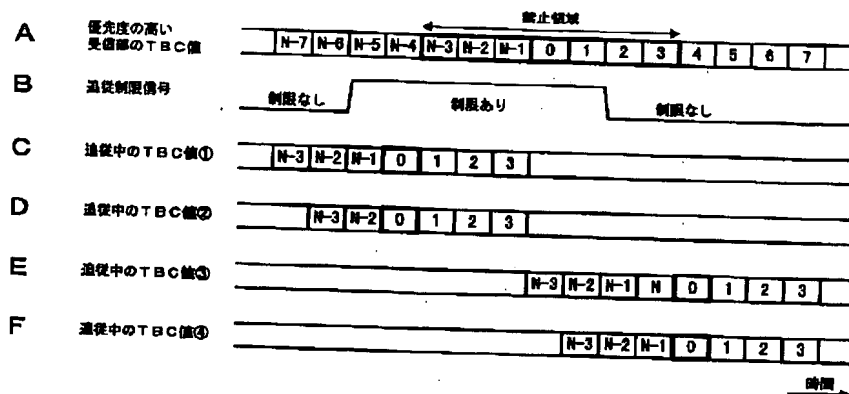 禁止領域
A 優先度の高い
受信部のTBC値
N-7 N-6 N-5 N-4 N-3 N-2 N-1 0 1 2 3 4 5 6 7
B 追従制限信号
制限なし 制限あり 制限なし
C 追従中のTBC値①
N-3 N-2 N-1 0 1 2 3
D 追従中のTBC値②
N-3 N-2 0 1 2 3
E 追従中のTBC値③
N-3 N-2 N-1 N 0 1 2 3
F 追従中のTBC値④
N-3 N-2 N-1 0 1 2 3
時間